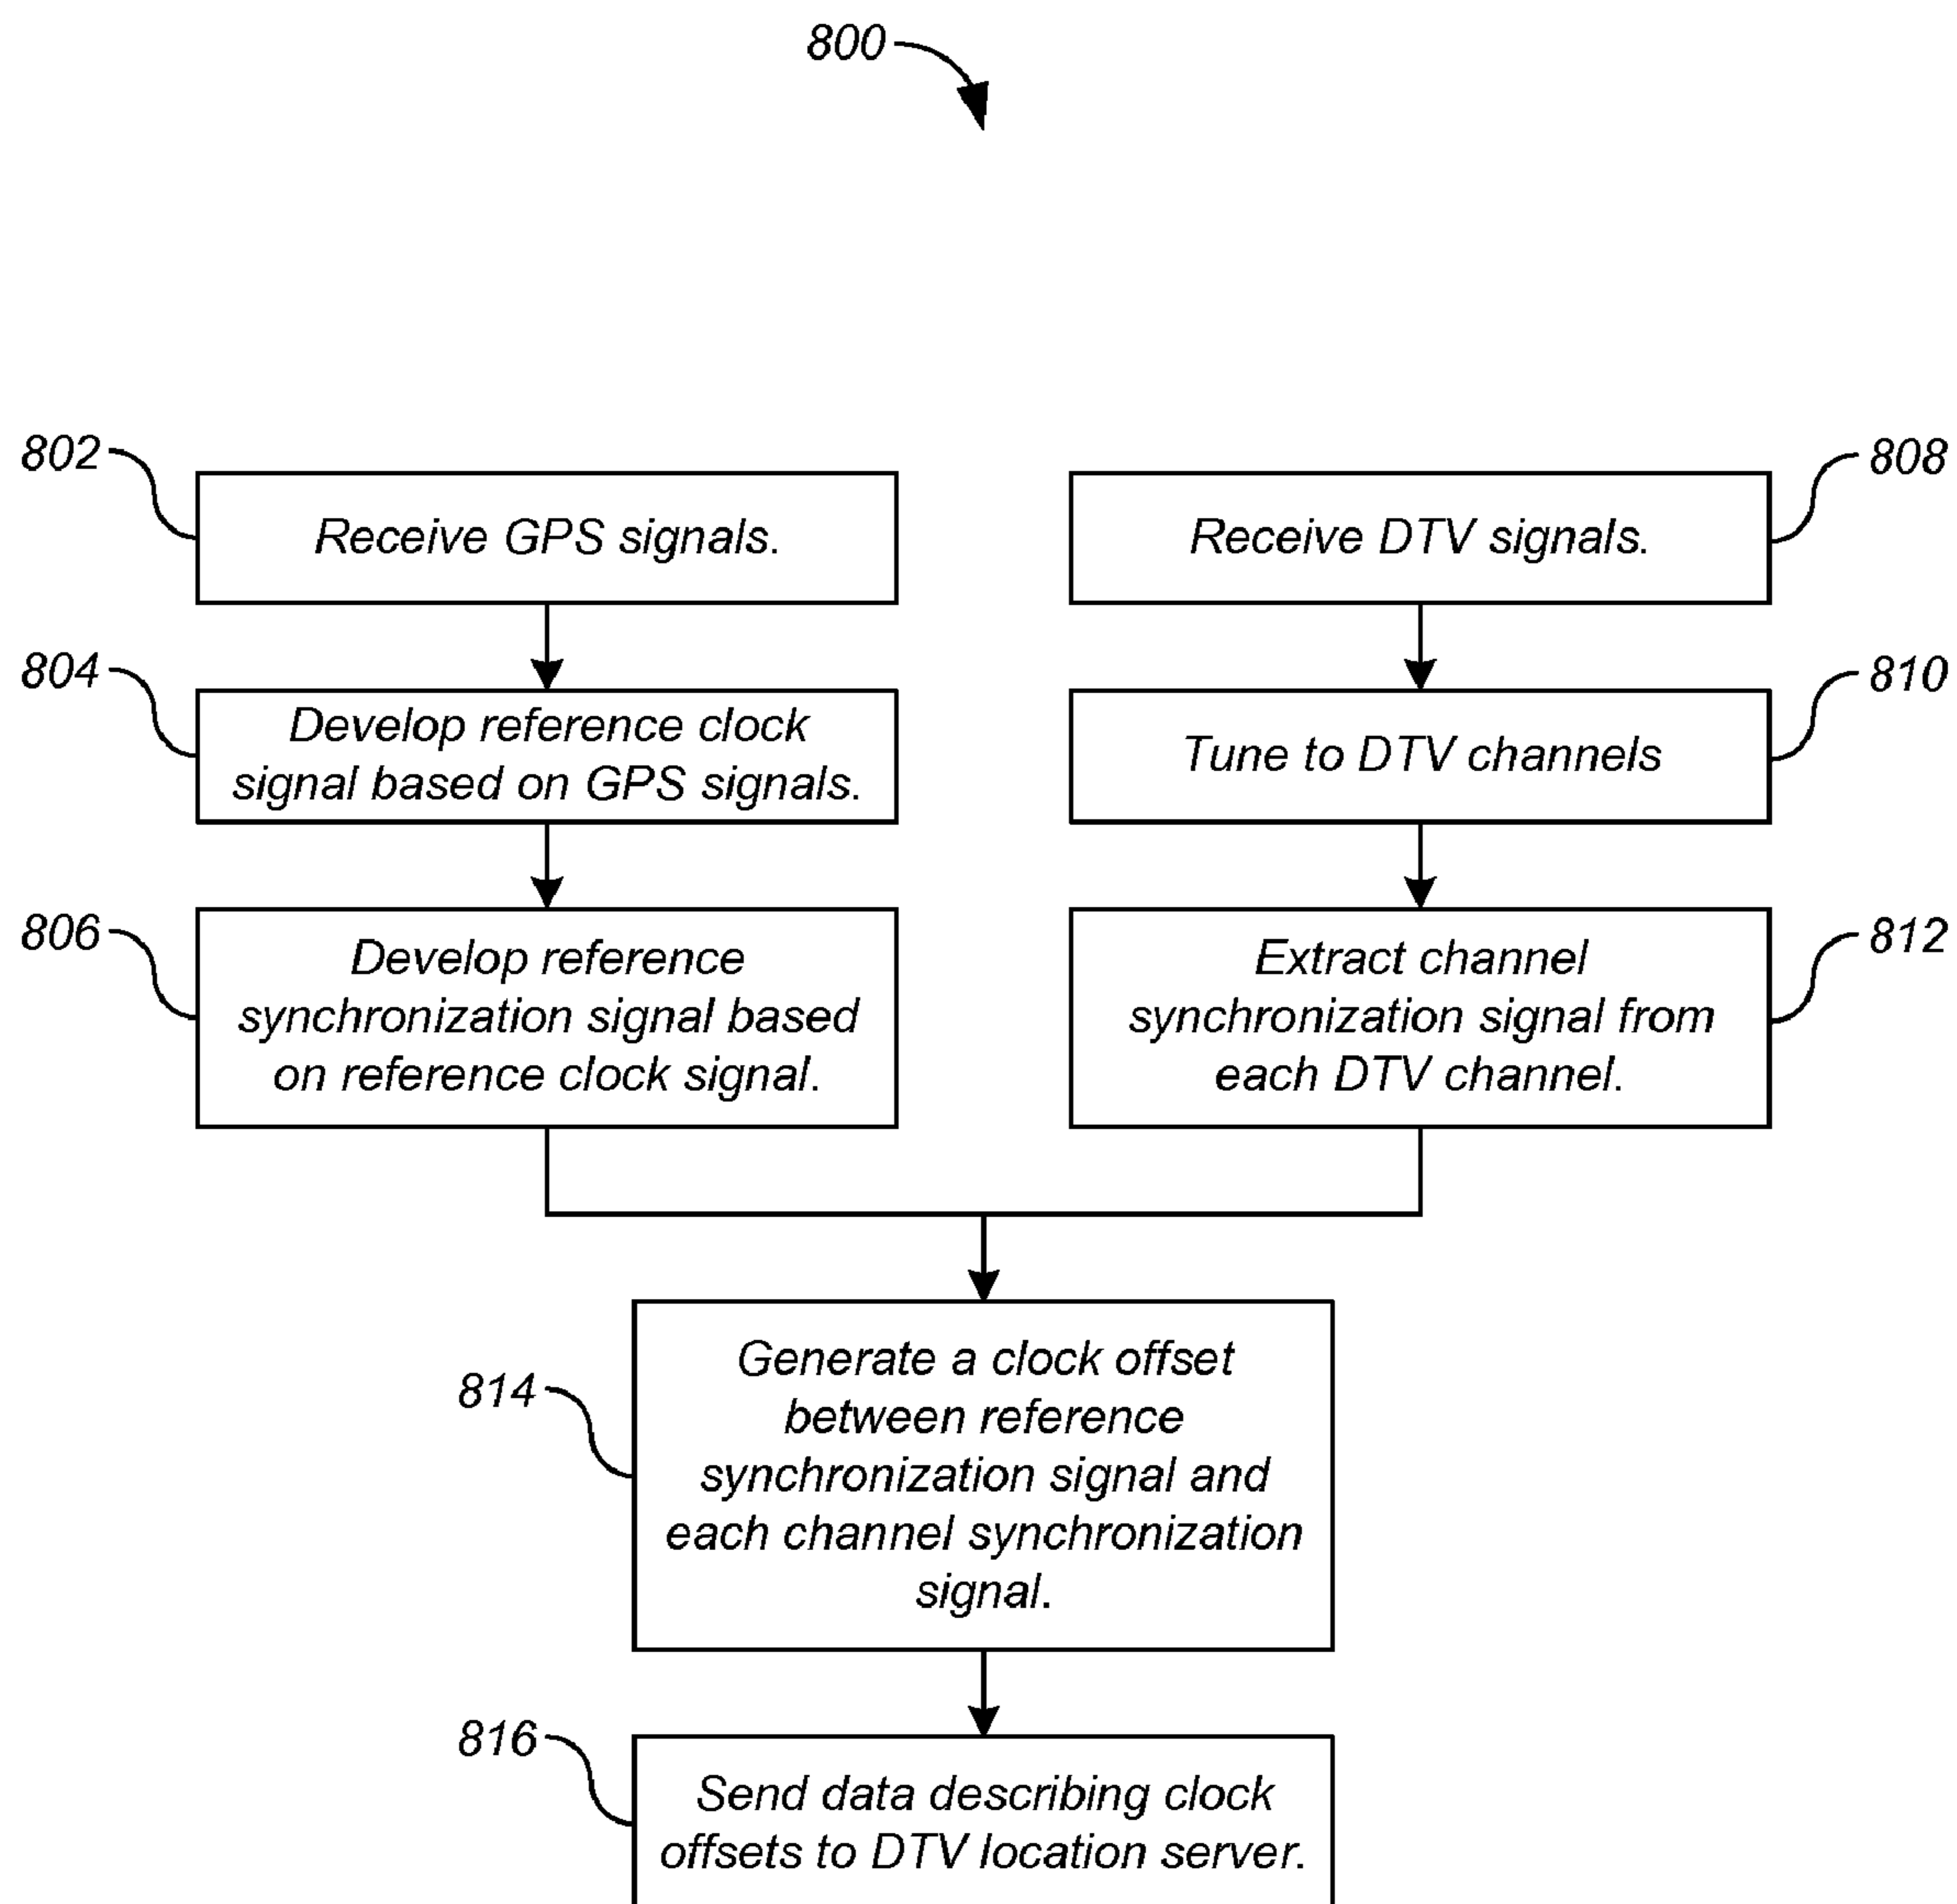 800
802
Receive GPS signals.
804
Develop reference clock
signal based on GPS signals.
806
Develop reference
synchronization signal based
on reference clock signal.
808
Receive DTV signals.
810
Tune to DTV channels
812
Extract channel
synchronization signal from
each DTV channel.
814
Generate a clock offset
between reference
synchronization signal and
each channel synchronization
signal.
816
Send data describing clock
offsets to DTV location server.